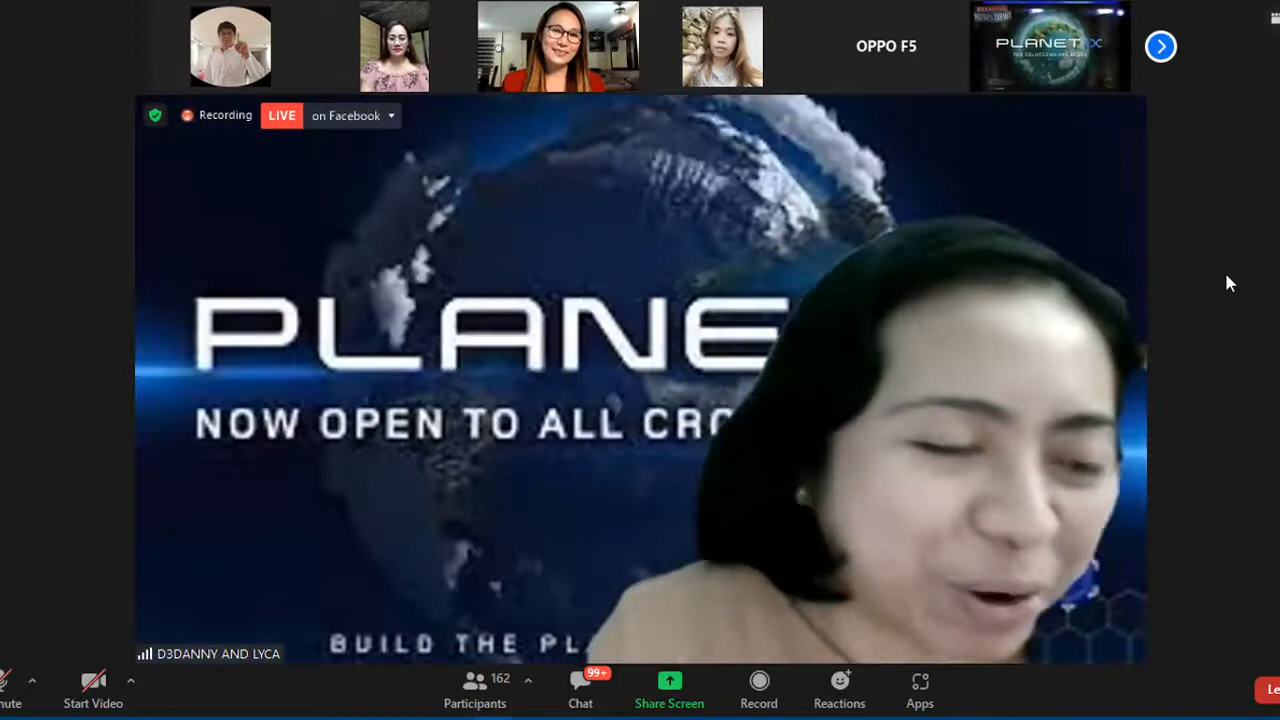 OPPO F5
PLANET IX
Recording
LIVE
on Facebook
PLANE
NOW OPEN TO ALL CRO
BUILD THE PL
D3DANNY AND LYCA
mute
Start Video
162
Participants
99+
Chat
Share Screen
Record
Reactions
Apps
Le